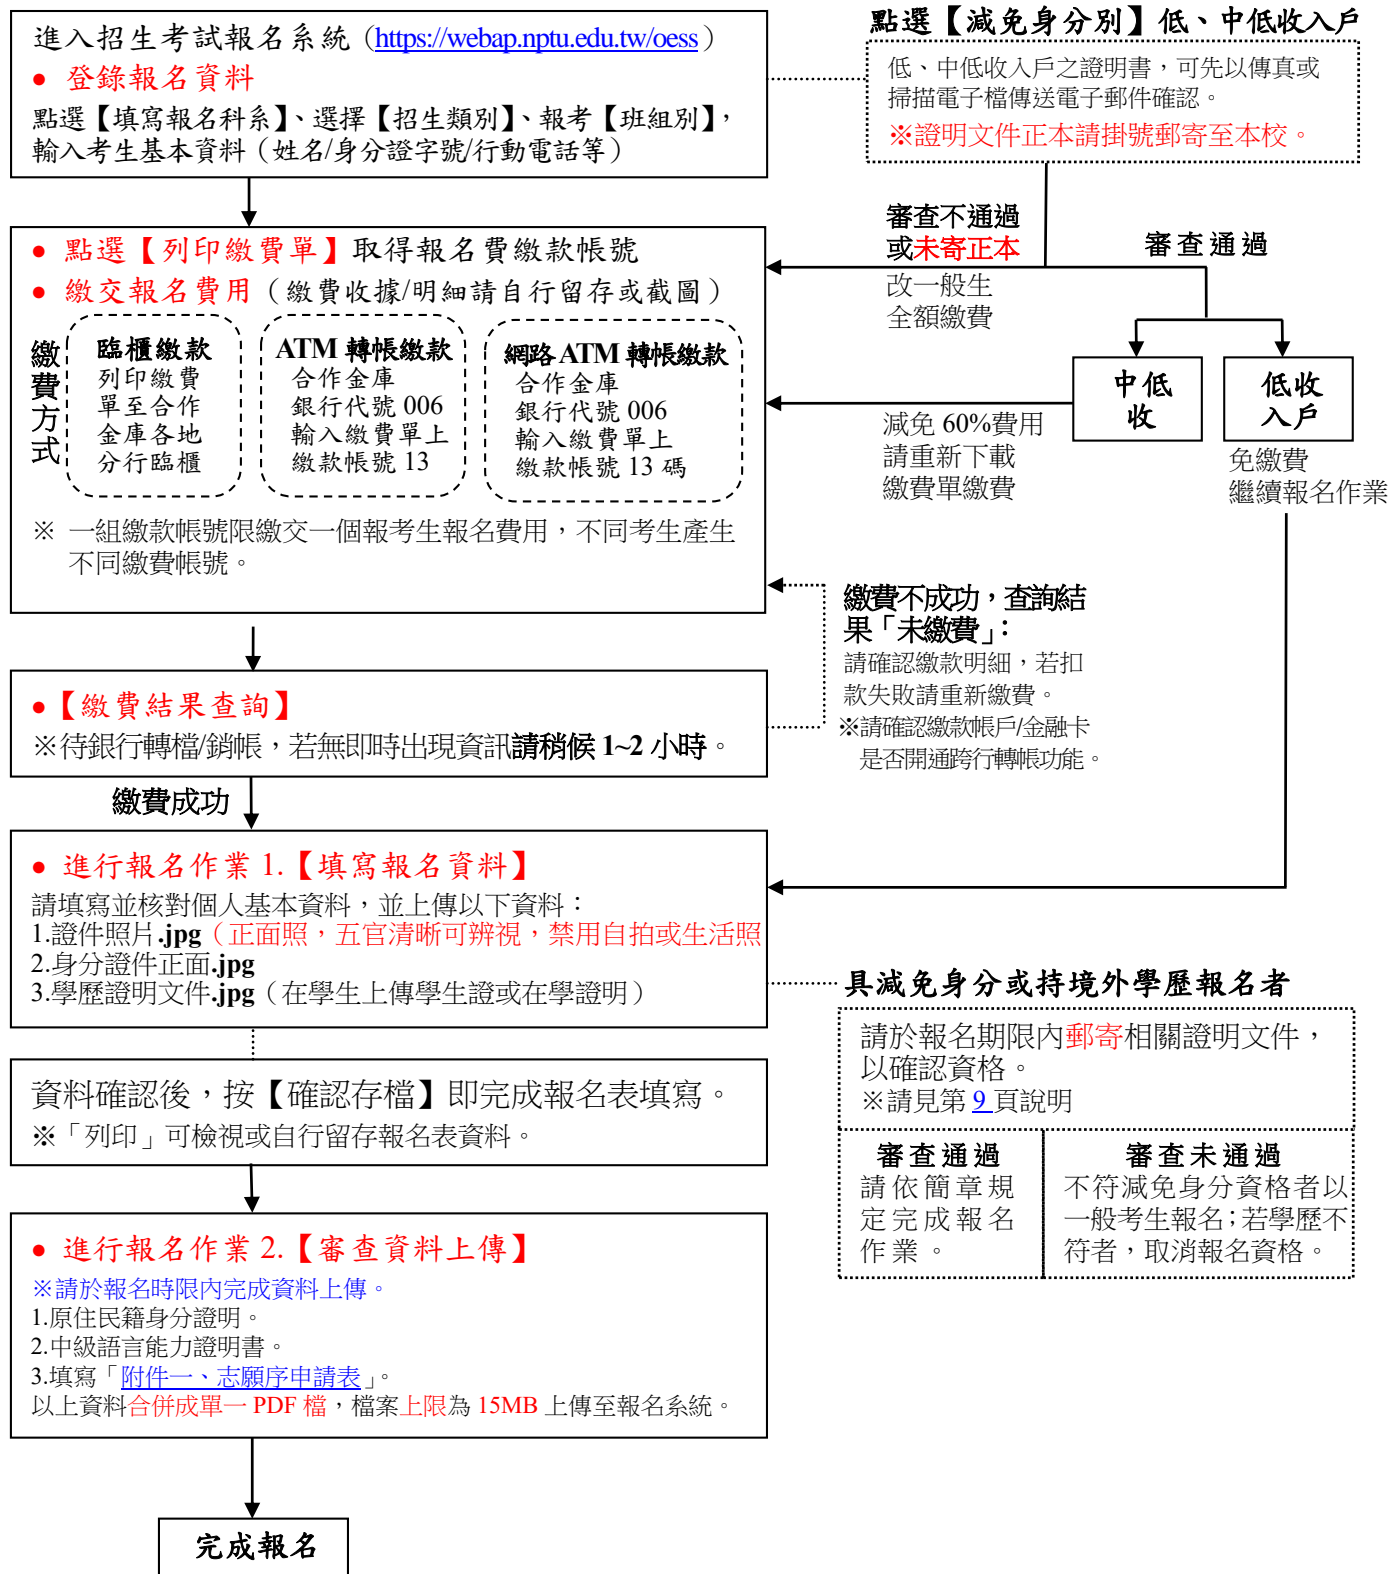 進入招生考試報名系統（https://webap.nptu.edu.tw/oess）
● 登錄報名資料
點選【填寫報名科系】、選擇【招生類別】、報考【班組別】，
輸入考生基本資料（姓名/身分證字號/行動電話等）
點選【減免身分別】低、中低收入戶
低、中低收入戶之證明書，可先以傳真或
掃描電子檔傳送電子郵件確認。
※證明文件正本請掛號郵寄至本校。
審查不通過
或未寄正本
改一般生
全額繳費
審查通過
中低
收
低收
入戶
減免 60%費用
請重新下載
繳費單繳費
免繳費
繼續報名作業
● 點選【列印繳費單】取得報名費繳款帳號
● 繳交報名費用（繳費收據/明細請自行留存或截圖）
繳費方式
臨櫃繳款
列印繳費
單至合作
金庫各地
分行臨櫃
ATM 轉帳繳款
合作金庫
銀行代號 006
輸入繳費單上
繳款帳號 13
網路 ATM 轉帳繳款
合作金庫
銀行代號 006
輸入繳費單上
繳款帳號 13 碼
※ 一組繳款帳號限繳交一個報考生報名費用，不同考生產生
不同繳費帳號。
繳費不成功，查詢結
果「未繳費」：
請確認繳款明細，若扣
款失敗請重新繳費。
※請確認繳款帳戶/金融卡
是否開通跨行轉帳功能。
●【繳費結果查詢】
※待銀行轉檔/銷帳，若無即時出現資訊請稍候 1~2 小時。
繳費成功
● 進行報名作業 1.【填寫報名資料】
請填寫並核對個人基本資料，並上傳以下資料：
1.證件照片.jpg（正面照，五官清晰可辨視，禁用自拍或生活照
2.身分證件正面.jpg
3.學歷證明文件.jpg（在學生上傳學生證或在學證明）
具減免身分或持境外學歷報名者
請於報名期限內郵寄相關證明文件，
以確認資格。
※請見第 9 頁說明
審查通過
請依簡章規
定完成報名
作業。
審查未通過
不符減免身分資格者以
一般考生報名；若學歷不
符者，取消報名資格。
資料確認後，按【確認存檔】即完成報名表填寫。
※「列印」可檢視或自行留存報名表資料。
● 進行報名作業 2.【審查資料上傳】
※請於報名時限內完成資料上傳。
1.原住民籍身分證明。
2.中級語言能力證明書。
3.填寫「附件一、志願序申請表」。
以上資料合併成單一 PDF 檔，檔案上限為 15MB 上傳至報名系統。
完成報名